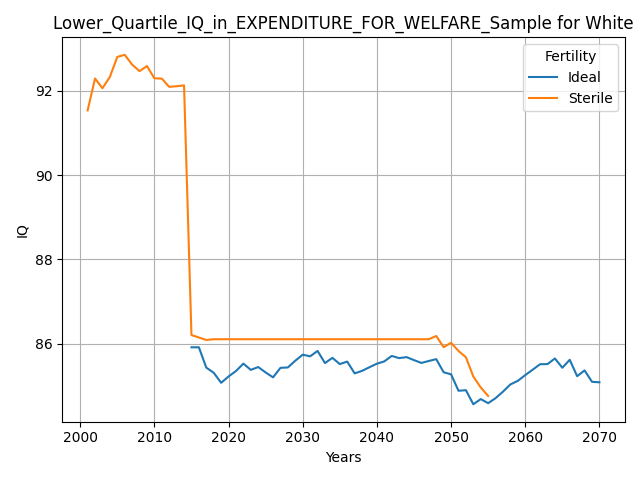 Lower_Quartile_IQ_in_EXPENDITURE_FOR_WELFARE_Sample for White
Fertility
Ideal
Sterile
IQ
92
90
88
86
2000 2010 2020 2030 2040 2050 2060 2070
Years